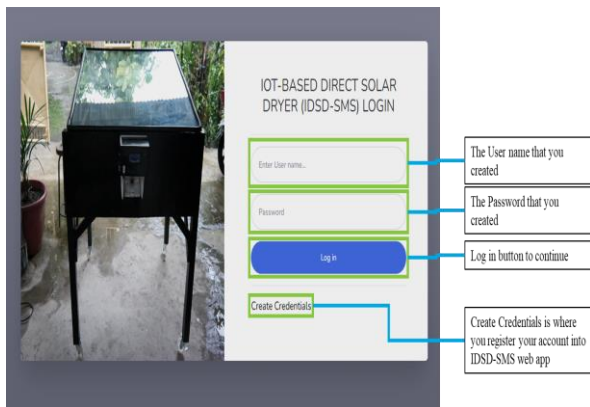 IOT-BASED DIRECT SOLAR
DRYER (IDSD-SMS) LOGIN
Enter User name...
Password
Log in
Create Credentials
The User name that you
created
The Password that you
created
Log in button to continue
Create Credentials is where
you register your account into
IDSD-SMS web app